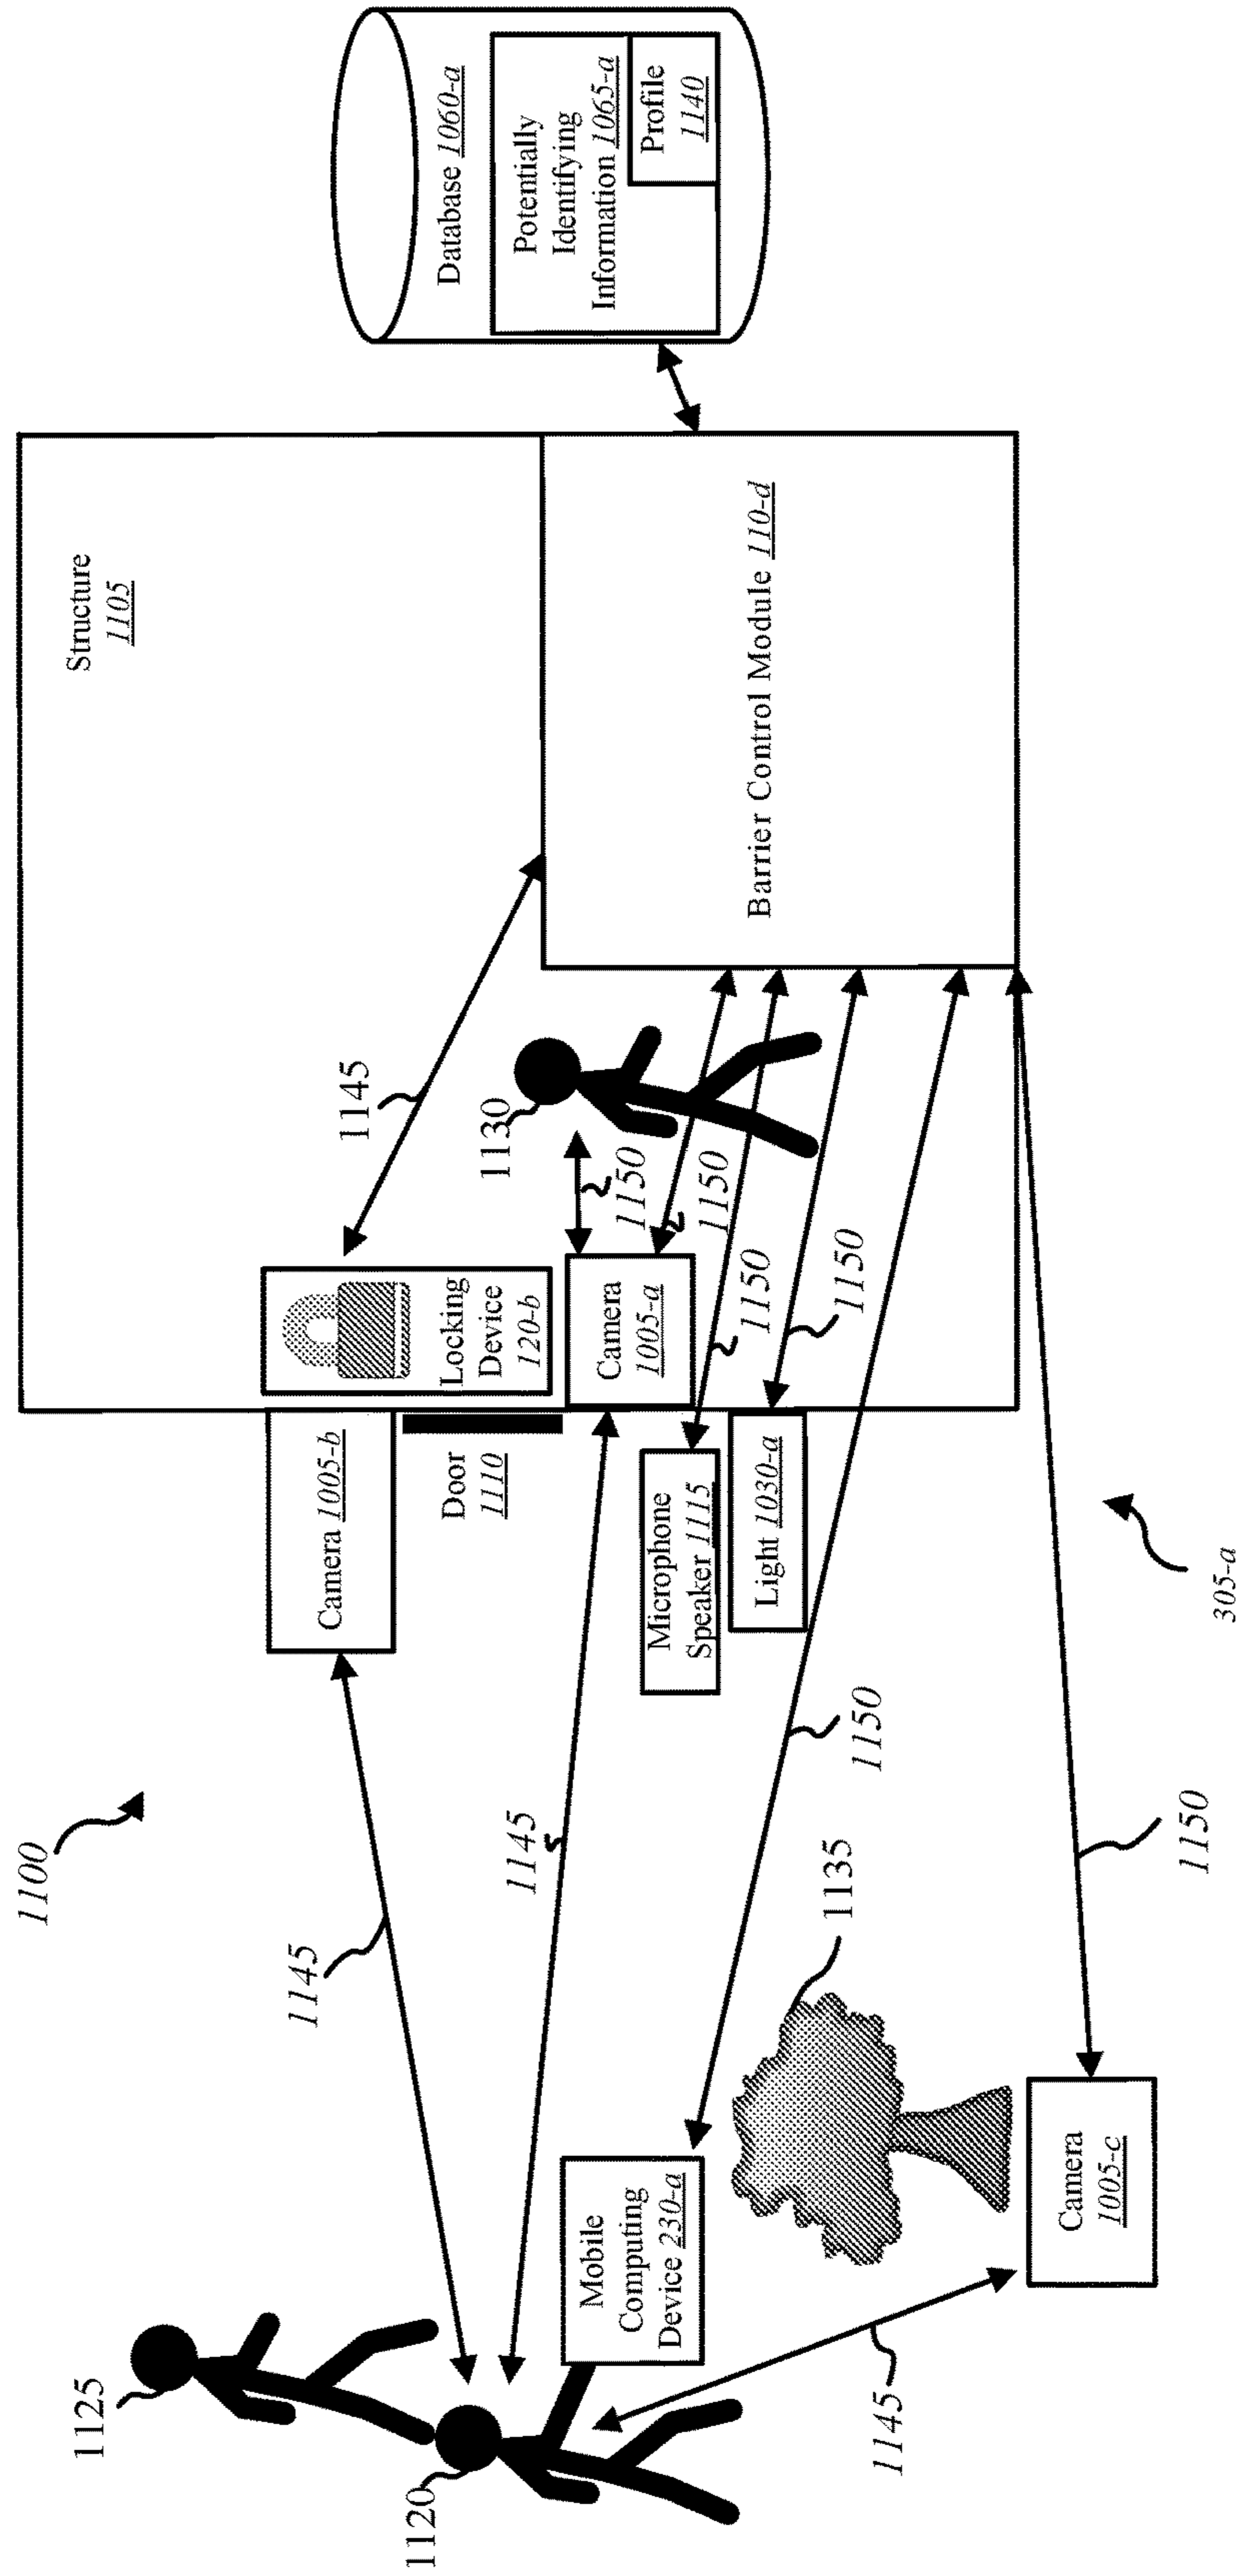 1100
1125
1120
1145
1145
1145
Mobile
Computing
Device 230-a
1135
Camera
1005-c
1150
1150
305-a
Camera 1005-b
Door
1110
Microphone
Speaker 1115
Light 1030-a
Locking
Device
120-b
Camera
1005-a
1150
1150
1150
1150
1130
1145
Structure
1105
Barrier Control Module 110-d
Database 1060-a
Potentially
Identifying
Information 1065-a
Profile
1140